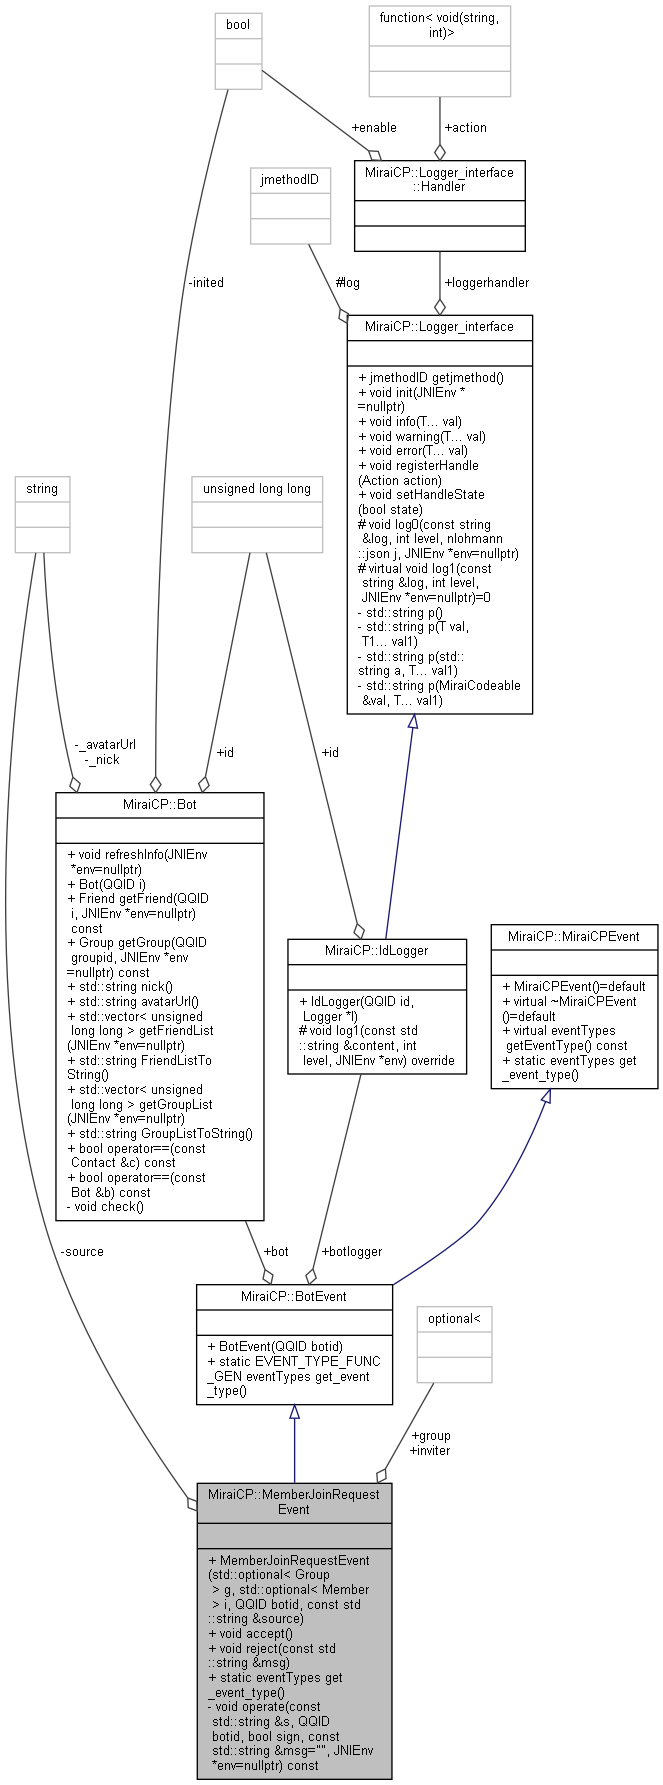 bool
function< void(string,
int)>
+enable
+action
MiraiCP::Logger_interface
::Handler
jmethodID
-inited
#log
+loggerhandler
MiraiCP::Logger_interface
+ jmethodID getjmethod()
+ void init(JNIEnv *
=nullptr)
+ void info(T... val)
+ void warning(T... val)
+ void error(T... val)
+ void registerHandle
(Action action)
+ void setHandleState
(bool state)
# void log0(const string
&log, int level, nlohmann
::json j, JNIEnv *env=nullptr)
# virtual void log1(const
string &log, int level,
JNIEnv *env=nullptr)=0
- std::string p()
- std::string p(T val,
T1... val1)
- std::string p(std::
string a, T... val1)
- std::string p(MiraiCodeable
&val, T... val1)
string
unsigned long long
-_avatarUrl
-_nick
+id
+id
MiraiCP::Bot
+ void refreshInfo(JNIEnv
*env=nullptr)
+ Bot(QQID i)
+ Friend getFriend(QQID
i, JNIEnv *env=nullptr)
const
+ Group getGroup(QQID
groupid, JNIEnv *env
=nullptr) const
+ std::string nick()
+ std::string avatarUrl()
+ std::vector< unsigned
long long > getFriendList
(JNIEnv *env=nullptr)
+ std::string FriendListTo
String()
+ std::vector< unsigned
long long > getGroupList
(JNIEnv *env=nullptr)
+ std::string GroupListToString()
+ bool operator==(const
Contact &c) const
+ bool operator==(const
Bot &b) const
- void check()
MiraiCP::IdLogger
+ IdLogger(QQID id,
Logger *l)
# void log1(const std
::string &content, int
level, JNIEnv *env) override
MiraiCP::MiraiCPEvent
+ MiraiCPEvent()=default
+ virtual ~MiraiCPEvent
()=default
+ virtual eventTypes
getEventType() const
+ static eventTypes get
_event_type()
-source
+bot
+botlogger
MiraiCP::BotEvent
+ BotEvent(QQID botid)
+ static EVENT_TYPE_FUNC
_GEN eventTypes get_event
_type()
optional<
+group
+inviter
MiraiCP::MemberJoinRequest
Event
+ MemberJoinRequestEvent
(std::optional< Group
> g, std::optional< Member
> i, QQID botid, const std
::string &source)
+ void accept()
+ void reject(const std
::string &msg)
+ static eventTypes get
_event_type()
- void operate(const
std::string &s, QQID
botid, bool sign, const
std::string &msg="", JNIEnv
*env=nullptr) const